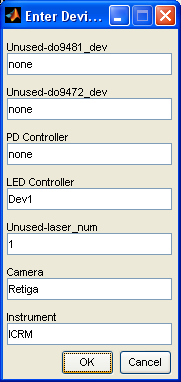 Enter Devi...
Unused-do9481_dev
none
Unused-do9472_dev
none
PD Controller
none
LED Controller
Dev1
Unused-laser_num
1
Camera
Retiga
Instrument
ICRM
OK Cancel